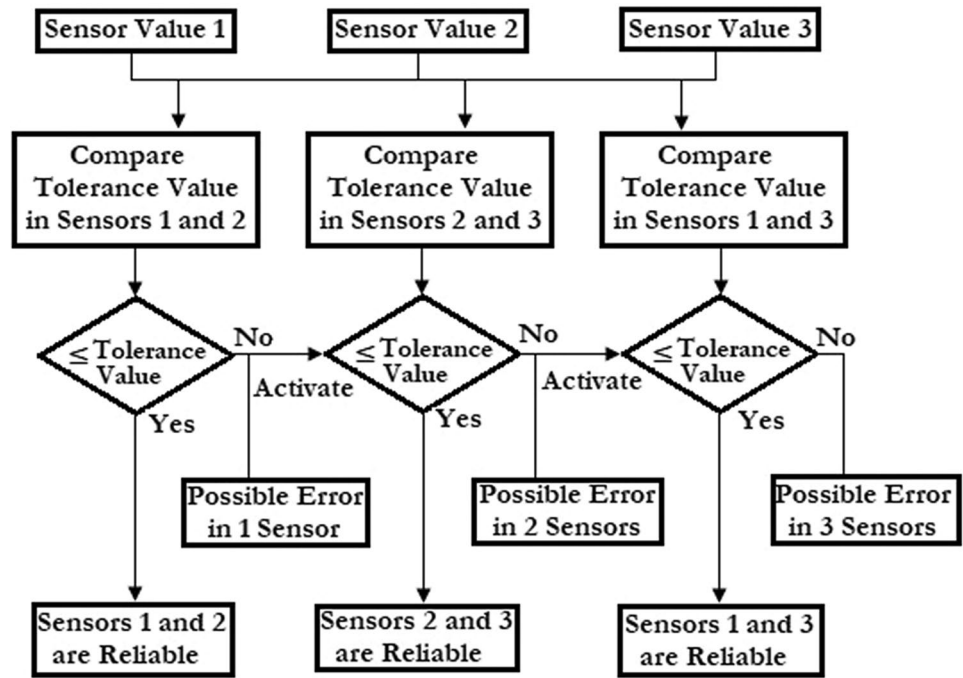 Sensor Value 1
Sensor Value 2
Sensor Value 3
Compare
Tolerance Value
in Sensors 1 and 2
Compare
Tolerance Value
in Sensors 2 and 3
Compare
Tolerance Value
in Sensors 1 and 3
≤ Tolerance
Value
No
Activate
Yes
≤ Tolerance
Value
No
Activate
Yes
≤ Tolerance
Value
No
Yes
Possible Error
in 1 Sensor
Possible Error
in 2 Sensors
Possible Error
in 3 Sensors
Sensors 1 and 2
are Reliable
Sensors 2 and 3
are Reliable
Sensors 1 and 3
are Reliable